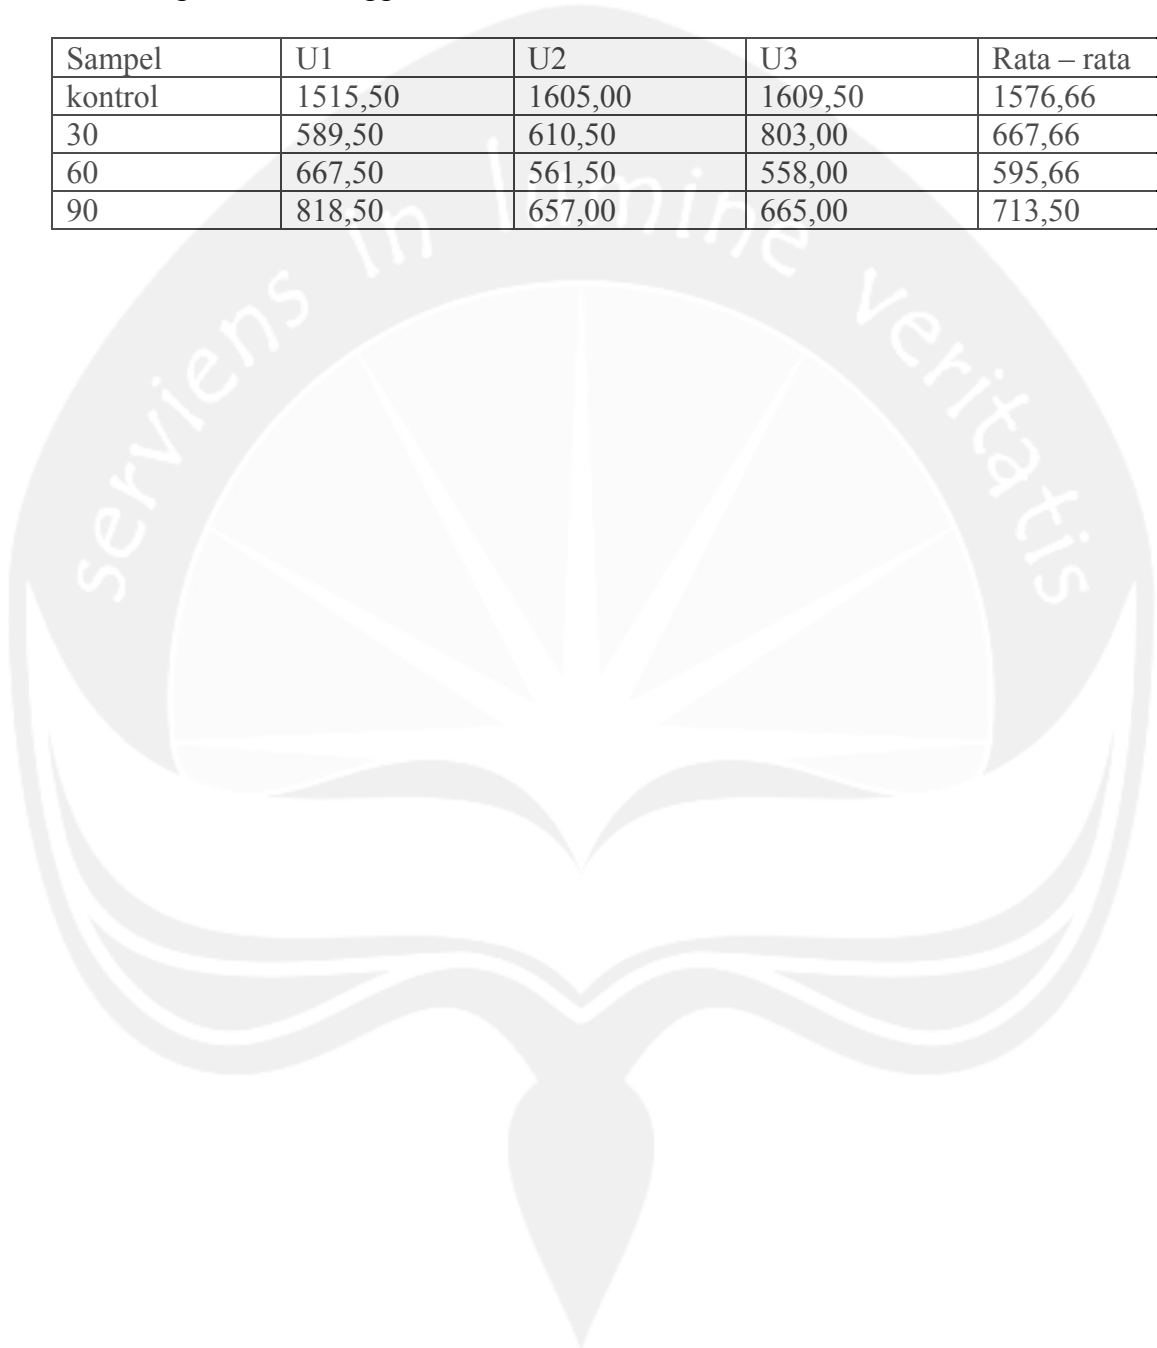 Sampel U1 U2 U3 Rata – rata
kontrol 1515,50 1605,00 1609,50 1576,66
30 589,50 610,50 803,00 667,66
60 667,50 561,50 558,00 595,66
90 818,50 657,00 665,00 713,50
serviens in lumine veritatis